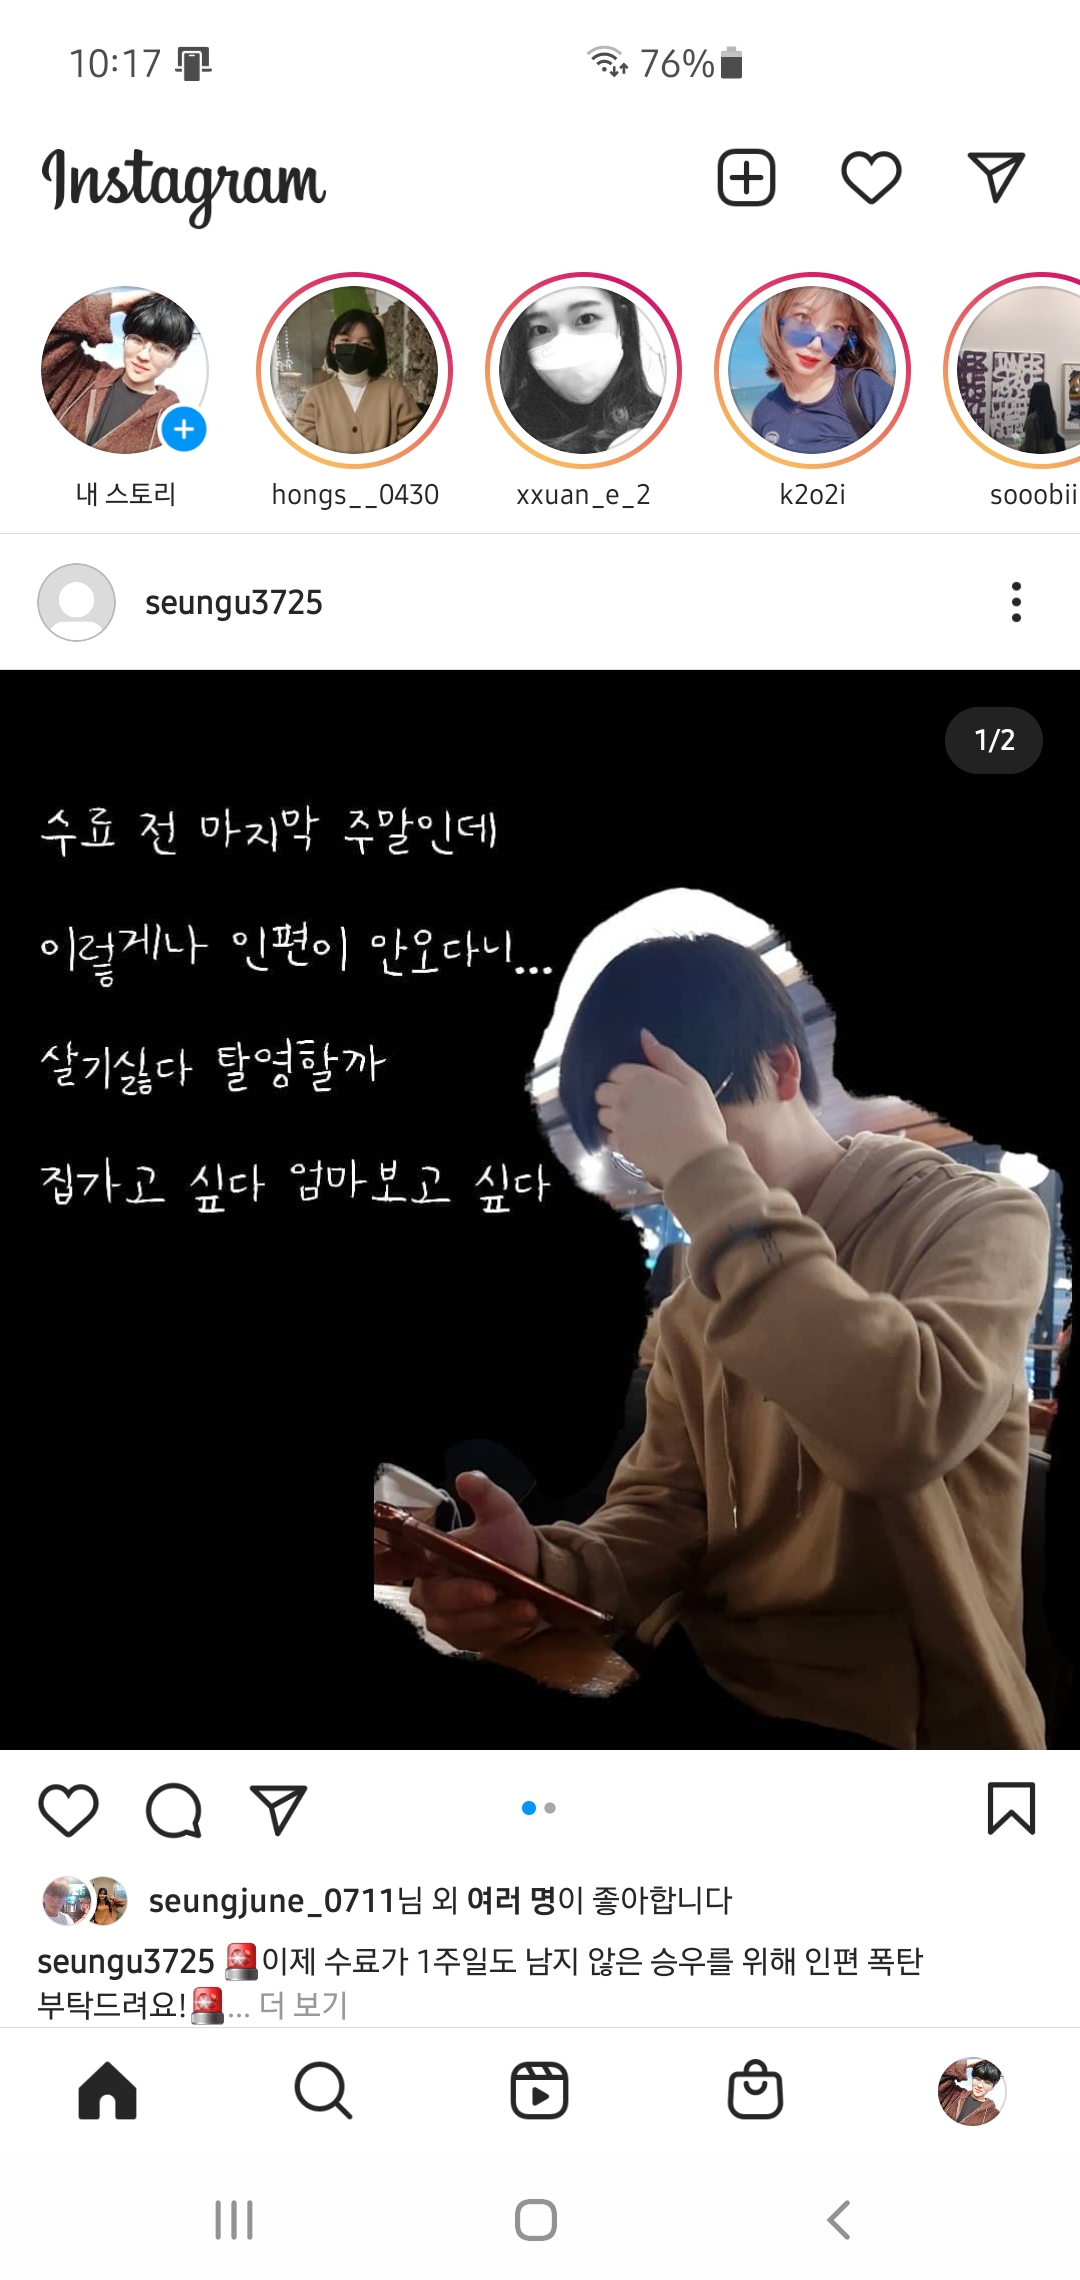 10:17 76%
Instagram
내 스토리 hongs__0430 xxuan_e_2 k2o2i sooobii
seungu3725
1/2
수료 전 마지막 주말인데
이렇게나 인편이 안오다니...
살기싫다 탈영할까
집가고 싶다 엄마보고 싶다
seungjune_0711님 외 여러 명이 좋아합니다
seungu3725 🚨이제 수료가 1주일도 남지 않은 승우를 위해 인편 폭탄
부탁드려요!🚨... 더 보기